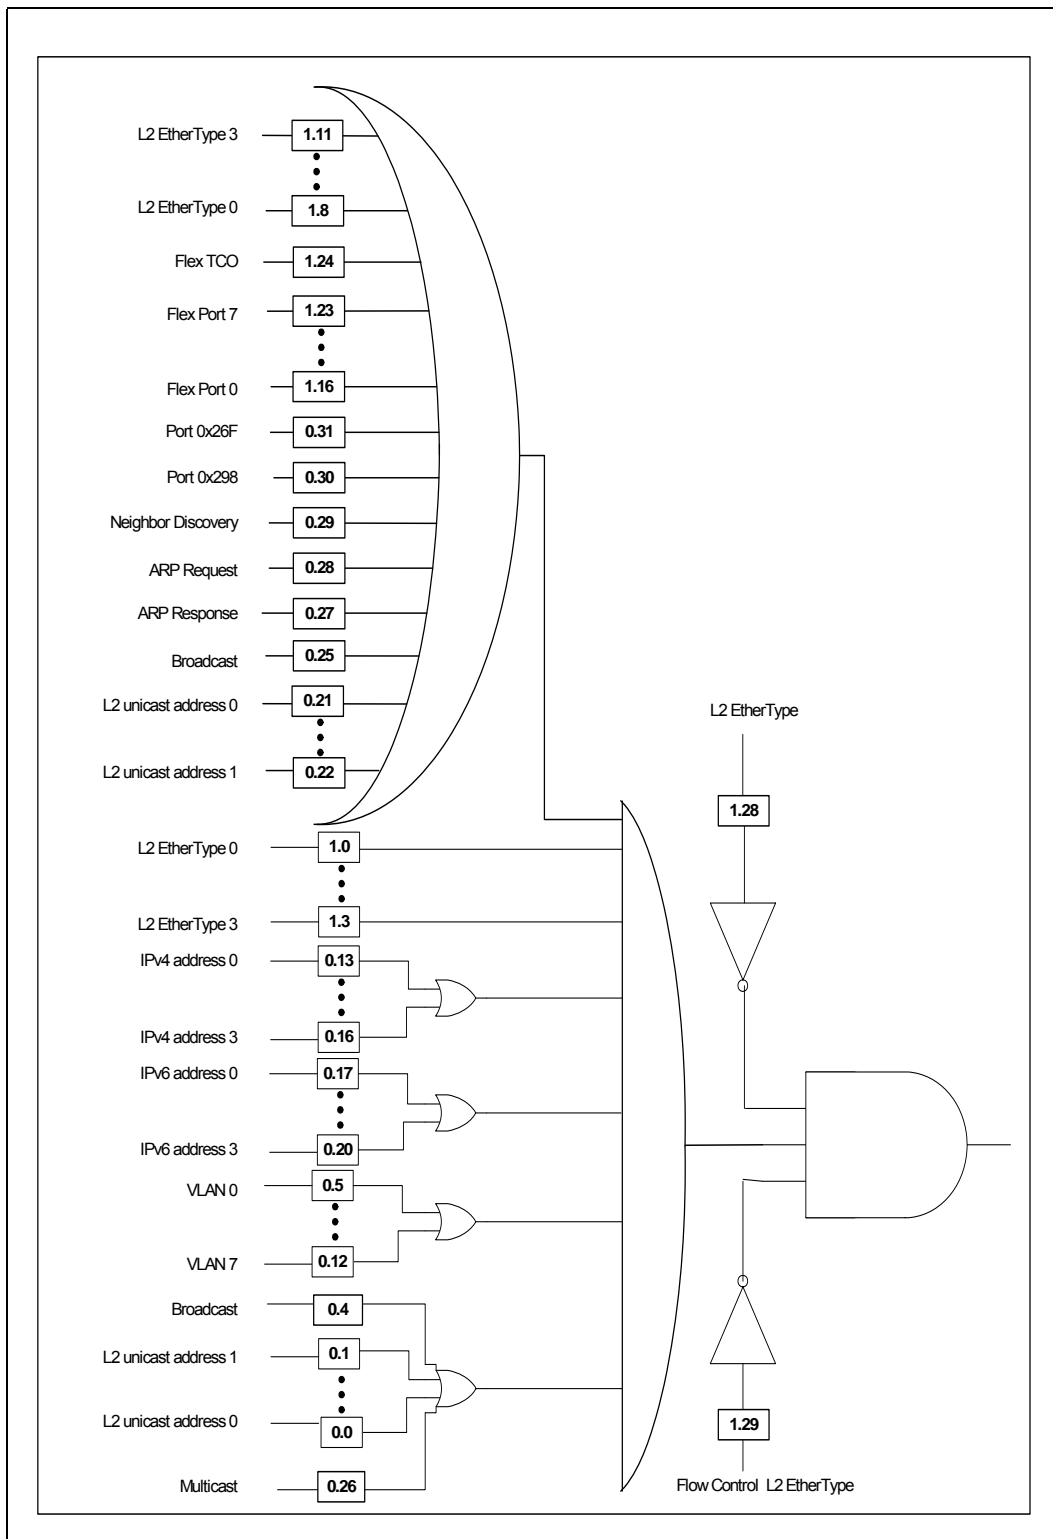 L2 EtherType 3
1.11
L2 EtherType 0
1.8
Flex TCO
1.24
Flex Port 7
1.23
Flex Port 0
1.16
Port 0x26F
0.31
Port 0x298
0.30
Neighbor Discovery
0.29
ARP Request
0.28
ARP Response
0.27
Broadcast
0.25
L2 unicast address 0
0.21
L2 unicast address 1
0.22
L2 EtherType 0
1.0
L2 EtherType 3
1.3
IPv4 address 0
0.13
IPv4 address 3
0.16
IPv6 address 0
0.17
IPv6 address 3
0.20
VLAN 0
0.5
VLAN 7
0.12
Broadcast
0.4
L2 unicast address 1
0.1
L2 unicast address 0
0.0
Multicast
0.26
L2 EtherType
1.28
1.29
Flow Control L2 EtherType